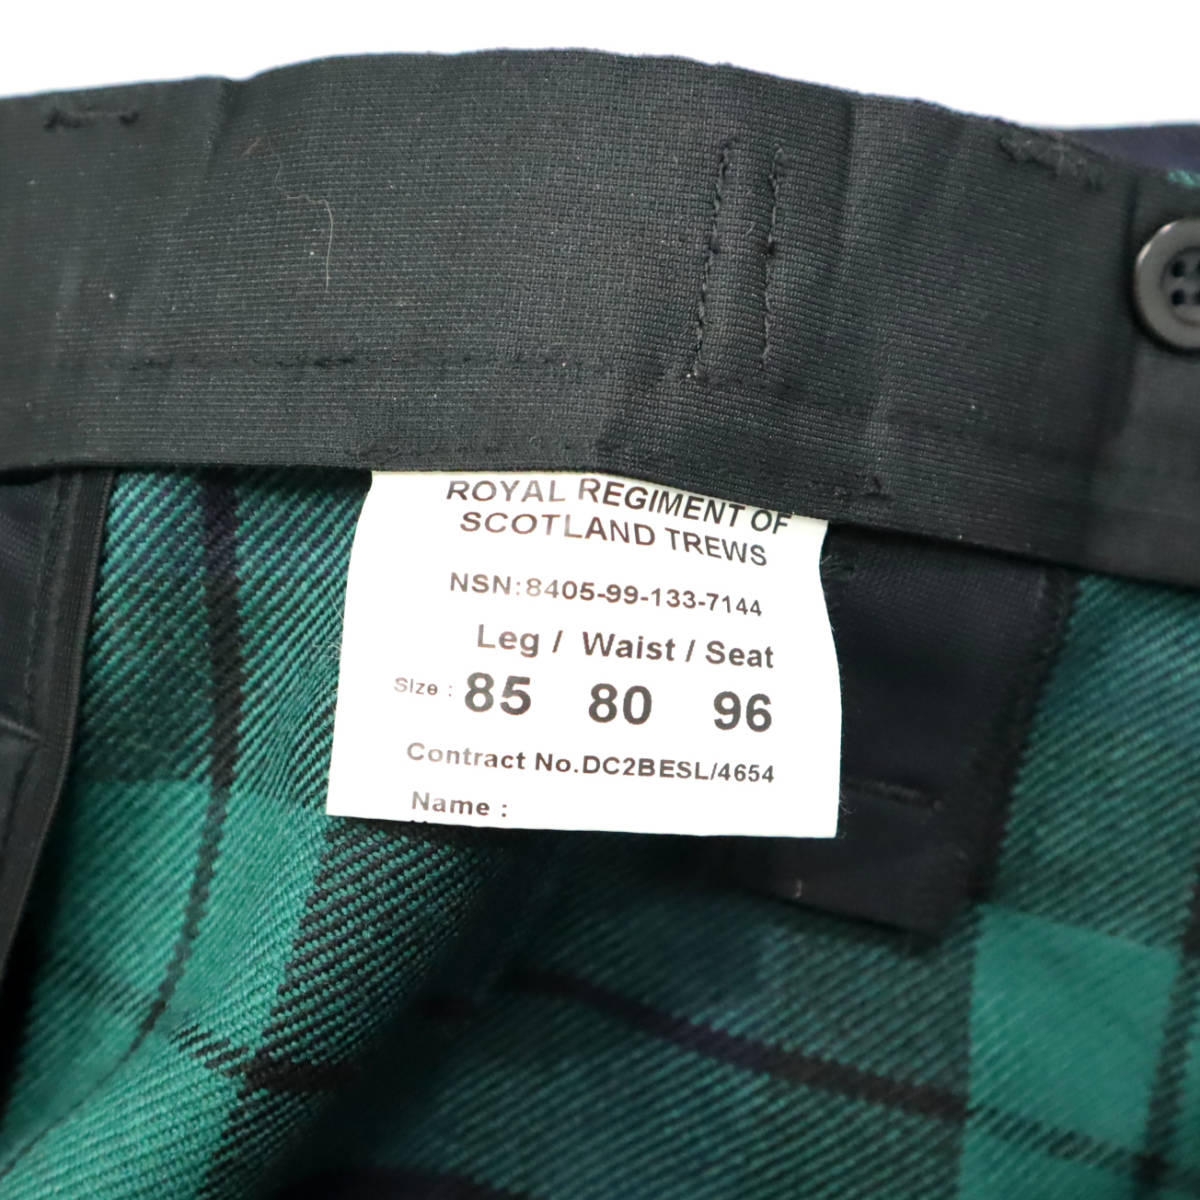 ROYAL REGIMENT OF
SCOTLAND TREWS
NSN:8405-99-133-7144
Leg / Waist / Seat
Size : 85 80 96
Contract No.DC2BESL/4654
Name :